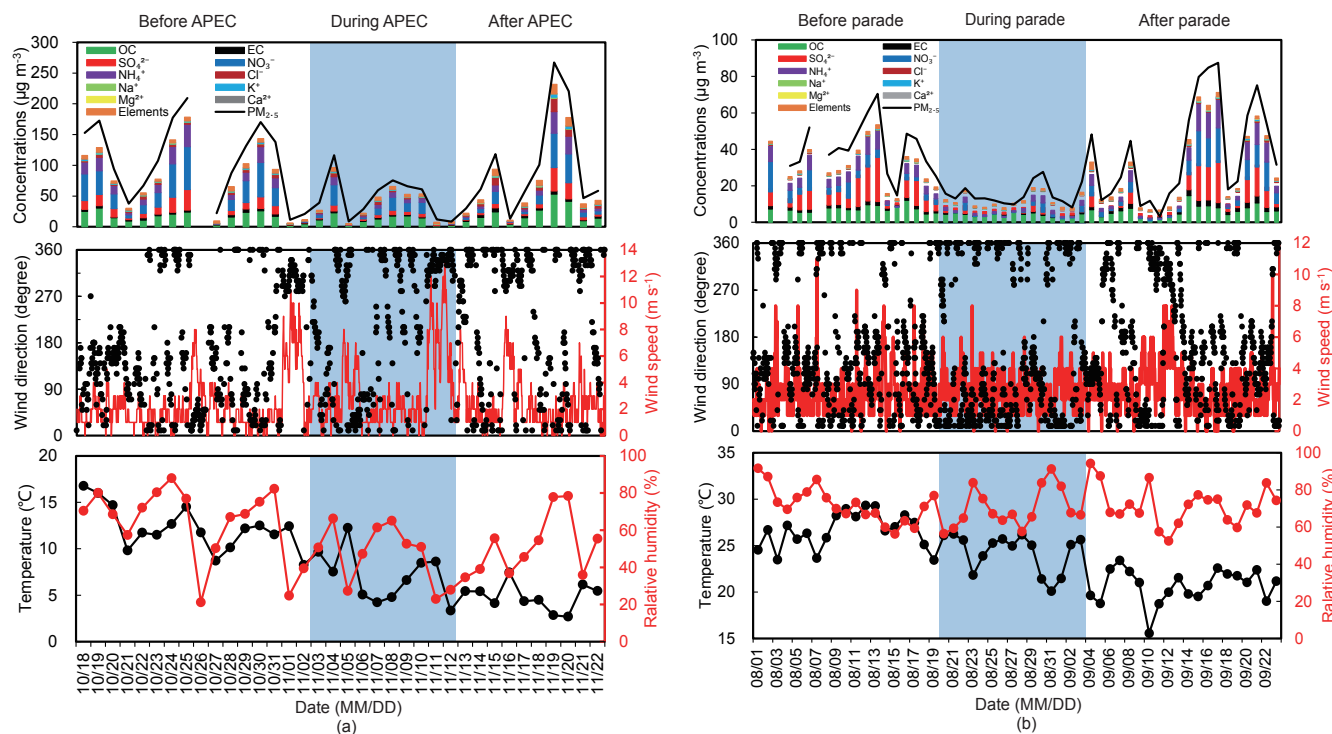 Before APEC During APEC After APEC
Concentrations (µg m⁻³)
300
250
200
150
100
50
0
OC EC
SO₄²⁻ NO₃⁻
NH₄⁺ Cl⁻
Na⁺ K⁺
Mg²⁺ Ca²⁺
Elements PM₂.₅
Wind direction (degree)
360
270
180
90
0
14
12
10
8
6
4
2
0
Wind speed (m s⁻¹)
Temperature (℃)
20
15
10
5
0
100
80
60
40
20
0
Ralative humidity (%)
10/18 10/19 10/20 10/21 10/22 10/23 10/24 10/25 10/26 10/27 10/28 10/29 10/30 10/31 11/01 11/02 11/03 11/04 11/05 11/06 11/07 11/08 11/09 11/10 11/11 11/12 11/13 11/14 11/15 11/16 11/17 11/18 11/19 11/20 11/21 11/22
Date (MM/DD)
(a)
Before parade During parade After parade
Concentrations (µg m⁻³)
100
80
60
40
20
0
OC EC
SO₄²⁻ NO₃⁻
NH₄⁺ Cl⁻
Na⁺ K⁺
Mg²⁺ Ca²⁺
Elements PM₂.₅
Wind direction (degree)
360
270
180
90
0
12
10
8
6
4
2
0
Wind speed (m s⁻¹)
Temperature (℃)
35
30
25
20
15
100
80
60
40
20
0
Ralative humidity (%)
08/01 08/03 08/05 08/07 08/09 08/11 08/13 08/15 08/17 08/19 08/21 08/23 08/25 08/27 08/29 08/31 09/02 09/04 09/06 09/08 09/10 09/12 09/14 09/16 09/18 09/20 09/22
Date (MM/DD)
(b)